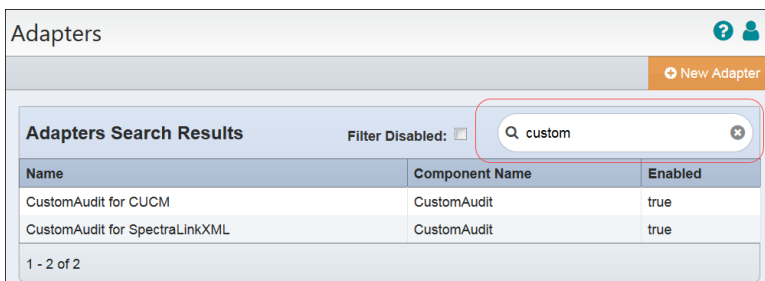 Adapters
New Adapter
Adapters Search Results Filter Disabled: custom
Name Component Name Enabled
CustomAudit for CUCM CustomAudit true
CustomAudit for SpectraLinkXML CustomAudit true
1 - 2 of 2